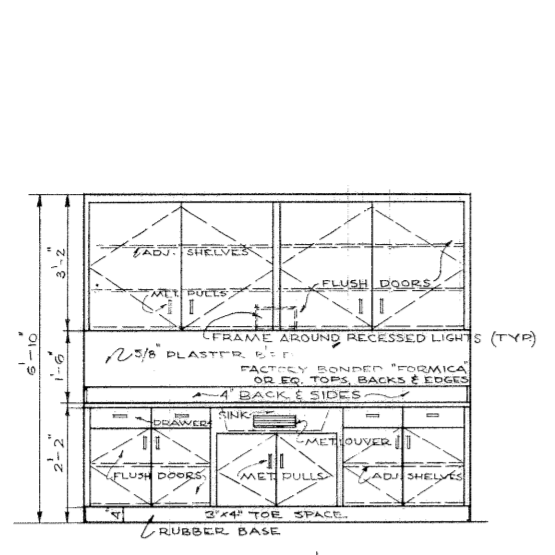 ADJ. SHELVES
FLUSH DOORS
MET. PULLS
3'-2"
FRAME AROUND RECESSED LIGHTS (TYP)
6'-10"
5/8" PLASTER
1'-6"
FACTORY BONDED "FORMICA"
OR EQ. TOPS, BACKS & EDGES
4" BACK & SIDES
DRAWERS
SINK
MET. LOUVER
2'-2"
FLUSH DOORS
MET. PULLS
ADJ. SHELVES
4"
3"x4" TOE SPACE
RUBBER BASE